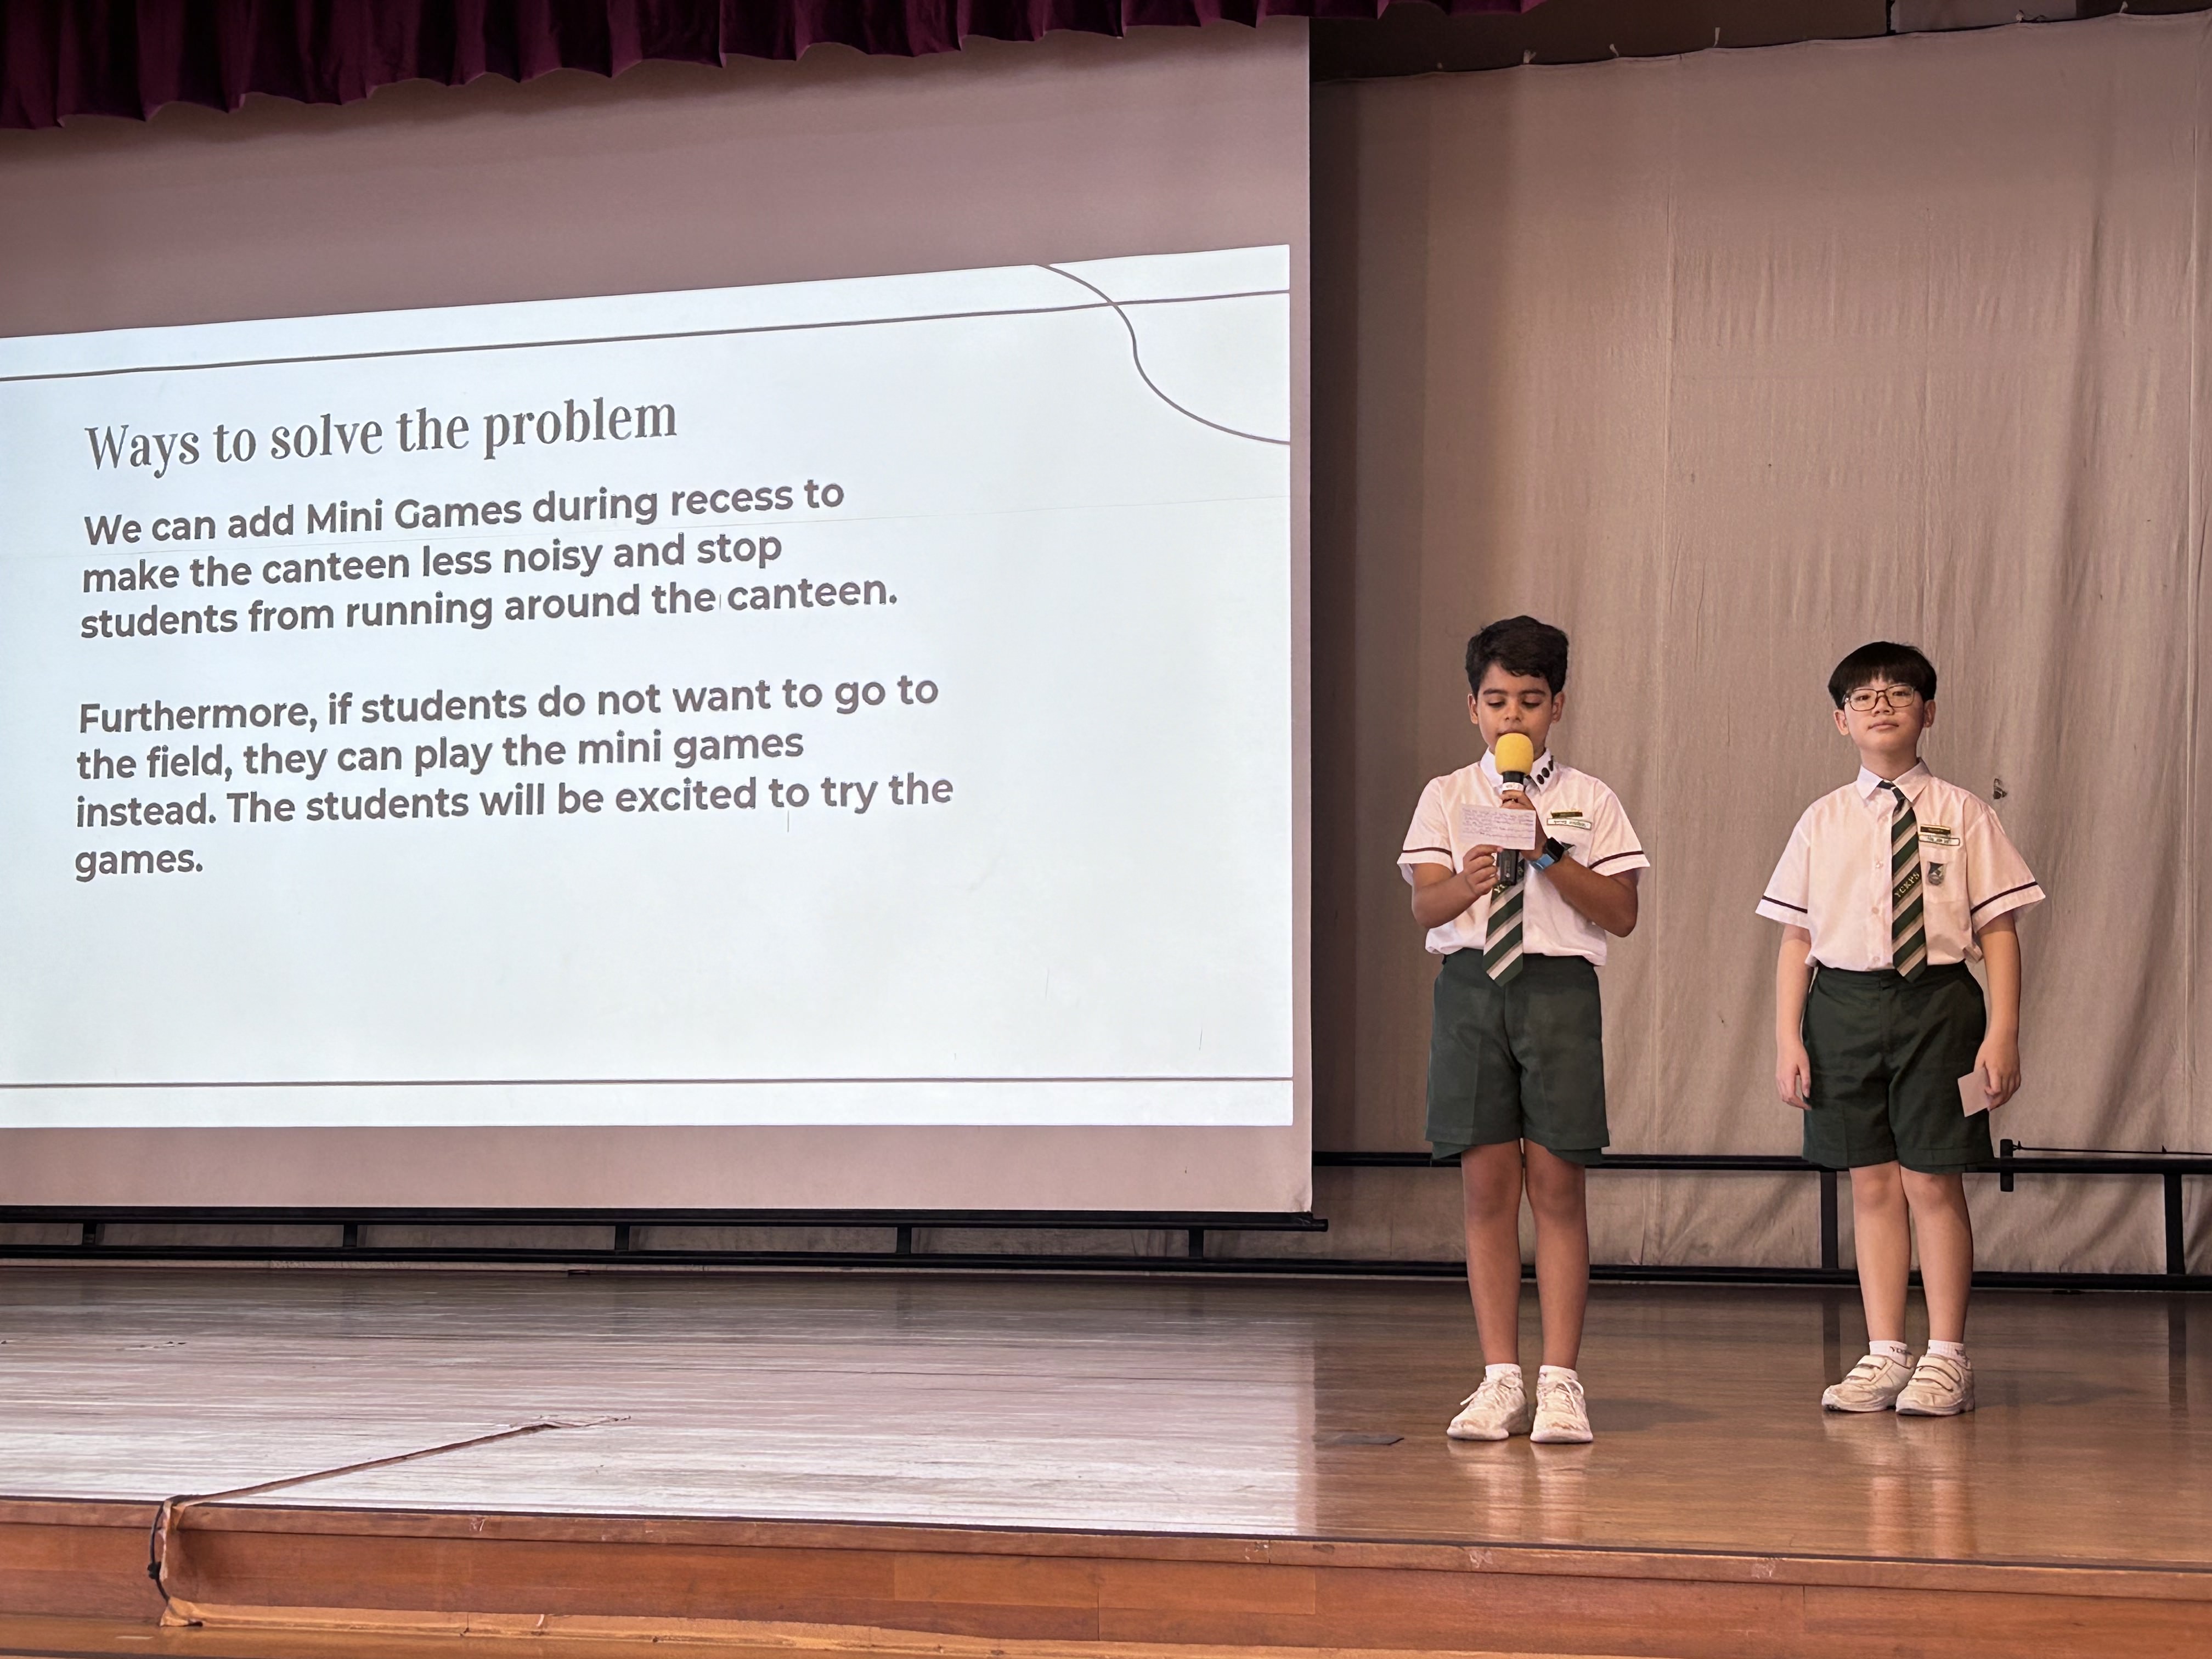 Ways to solve the problem
We can add Mini Games during recess to
make the canteen less noisy and stop
students from running around the canteen.
Furthermore, if students do not want to go to
the field, they can play the mini games
instead. The students will be excited to try the
games.
YCKPS